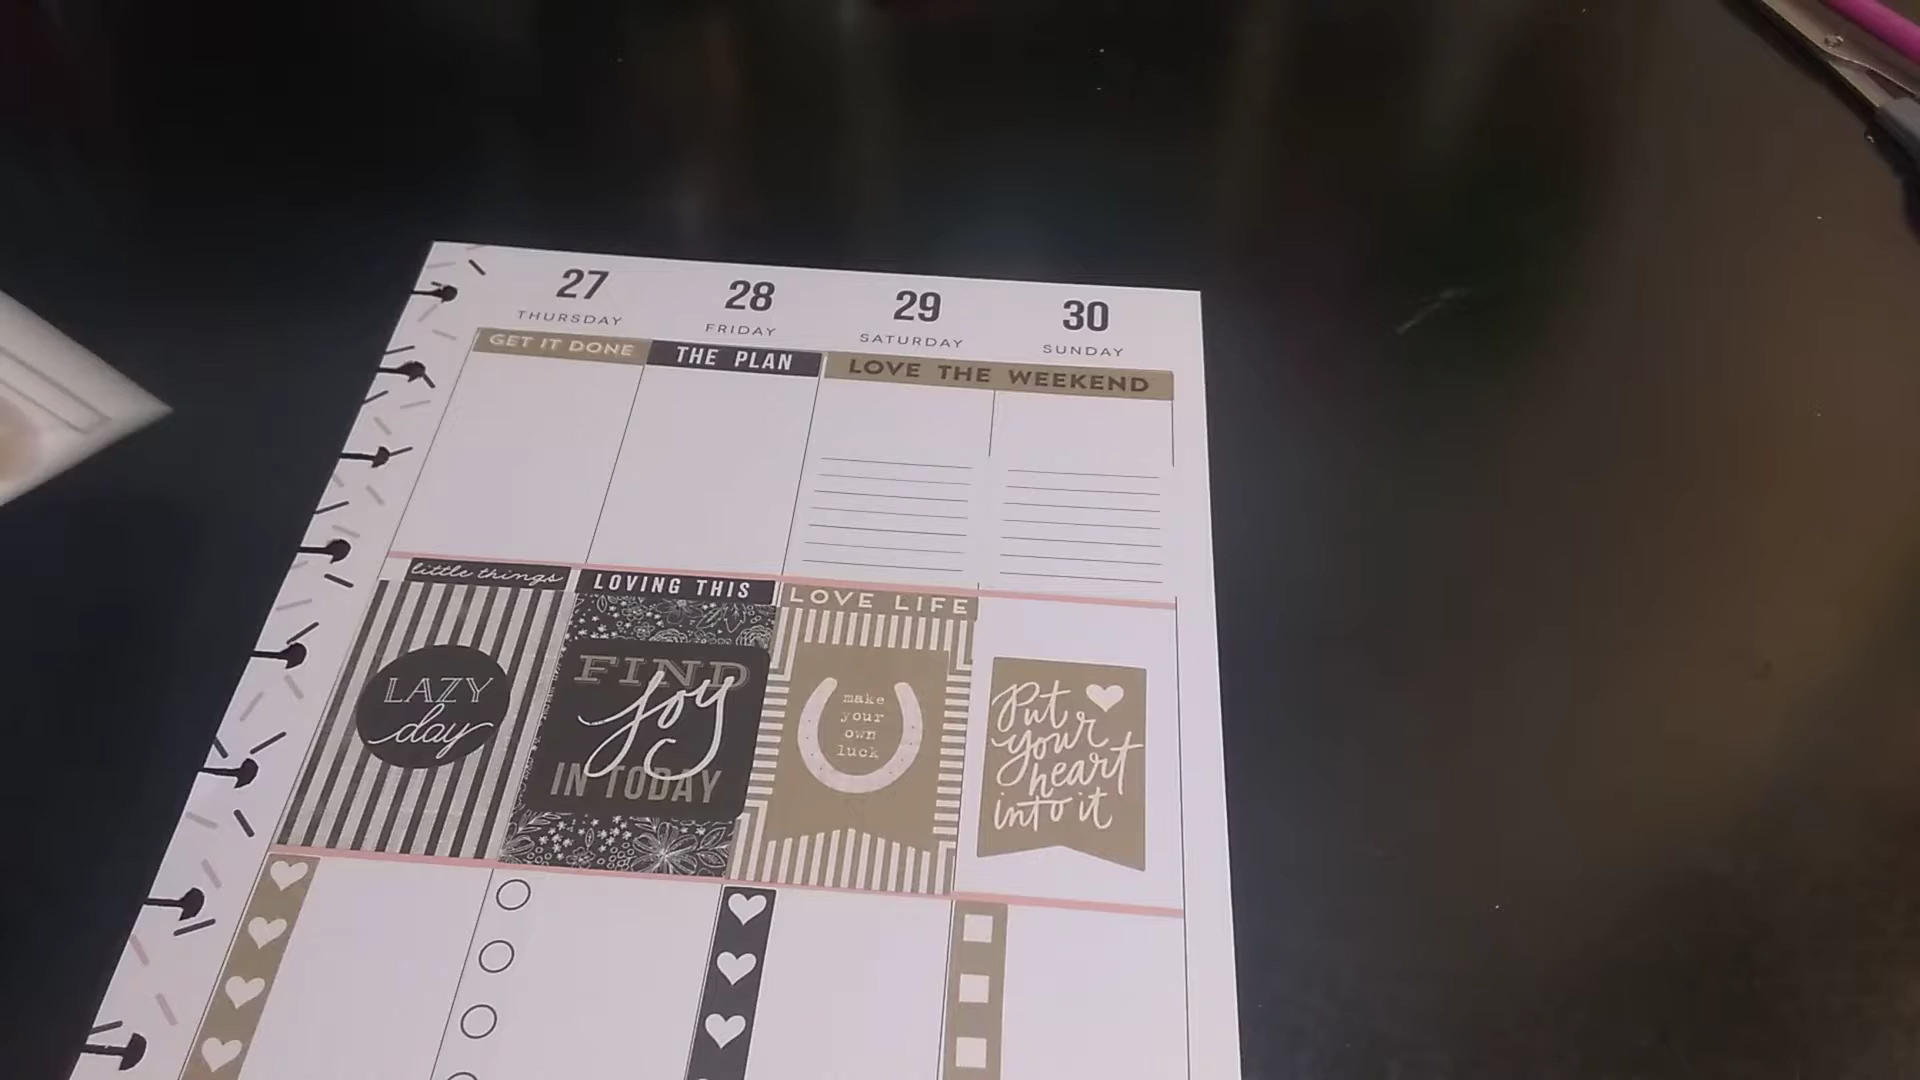 27 28 29 30
THURSDAY FRIDAY SATURDAY SUNDAY
GET IT DONE THE PLAN LOVE THE WEEKEND
little things LOVING THIS LOVE LIFE
LAZY
day
FIND
joy
IN TODAY
make
your
own
luck
Put
your
heart
into it